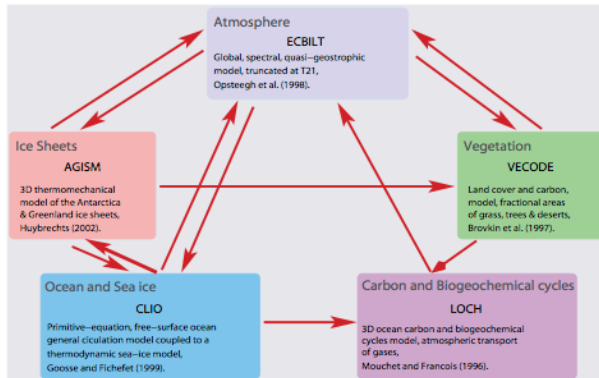 Atmosphere
ECBILT
Global, spectral, quasi-geostrophic
model, truncated at T21,
Opsteegh et al. (1998).
Ice Sheets
AGISM
3D thermomechanical
model of the Antarctica
& Greenland ice sheets,
Huybrechts (2002).
Vegetation
VECODE
Land cover and carbon,
model, fractional areas
of grass, trees & deserts,
Brovkin et al. (1997).
Ocean and Sea ice
CLIO
Primitive-equation, free-surface ocean
general ciculation model coupled to a
thermodynamic sea-ice model,
Goosse and Fichefet (1999).
Carbon and Biogeochemical cycles
LOCH
3D ocean carbon and biogeochemical
cycles model, atmospheric transport
of gases,
Mouchet and Francois (1996).